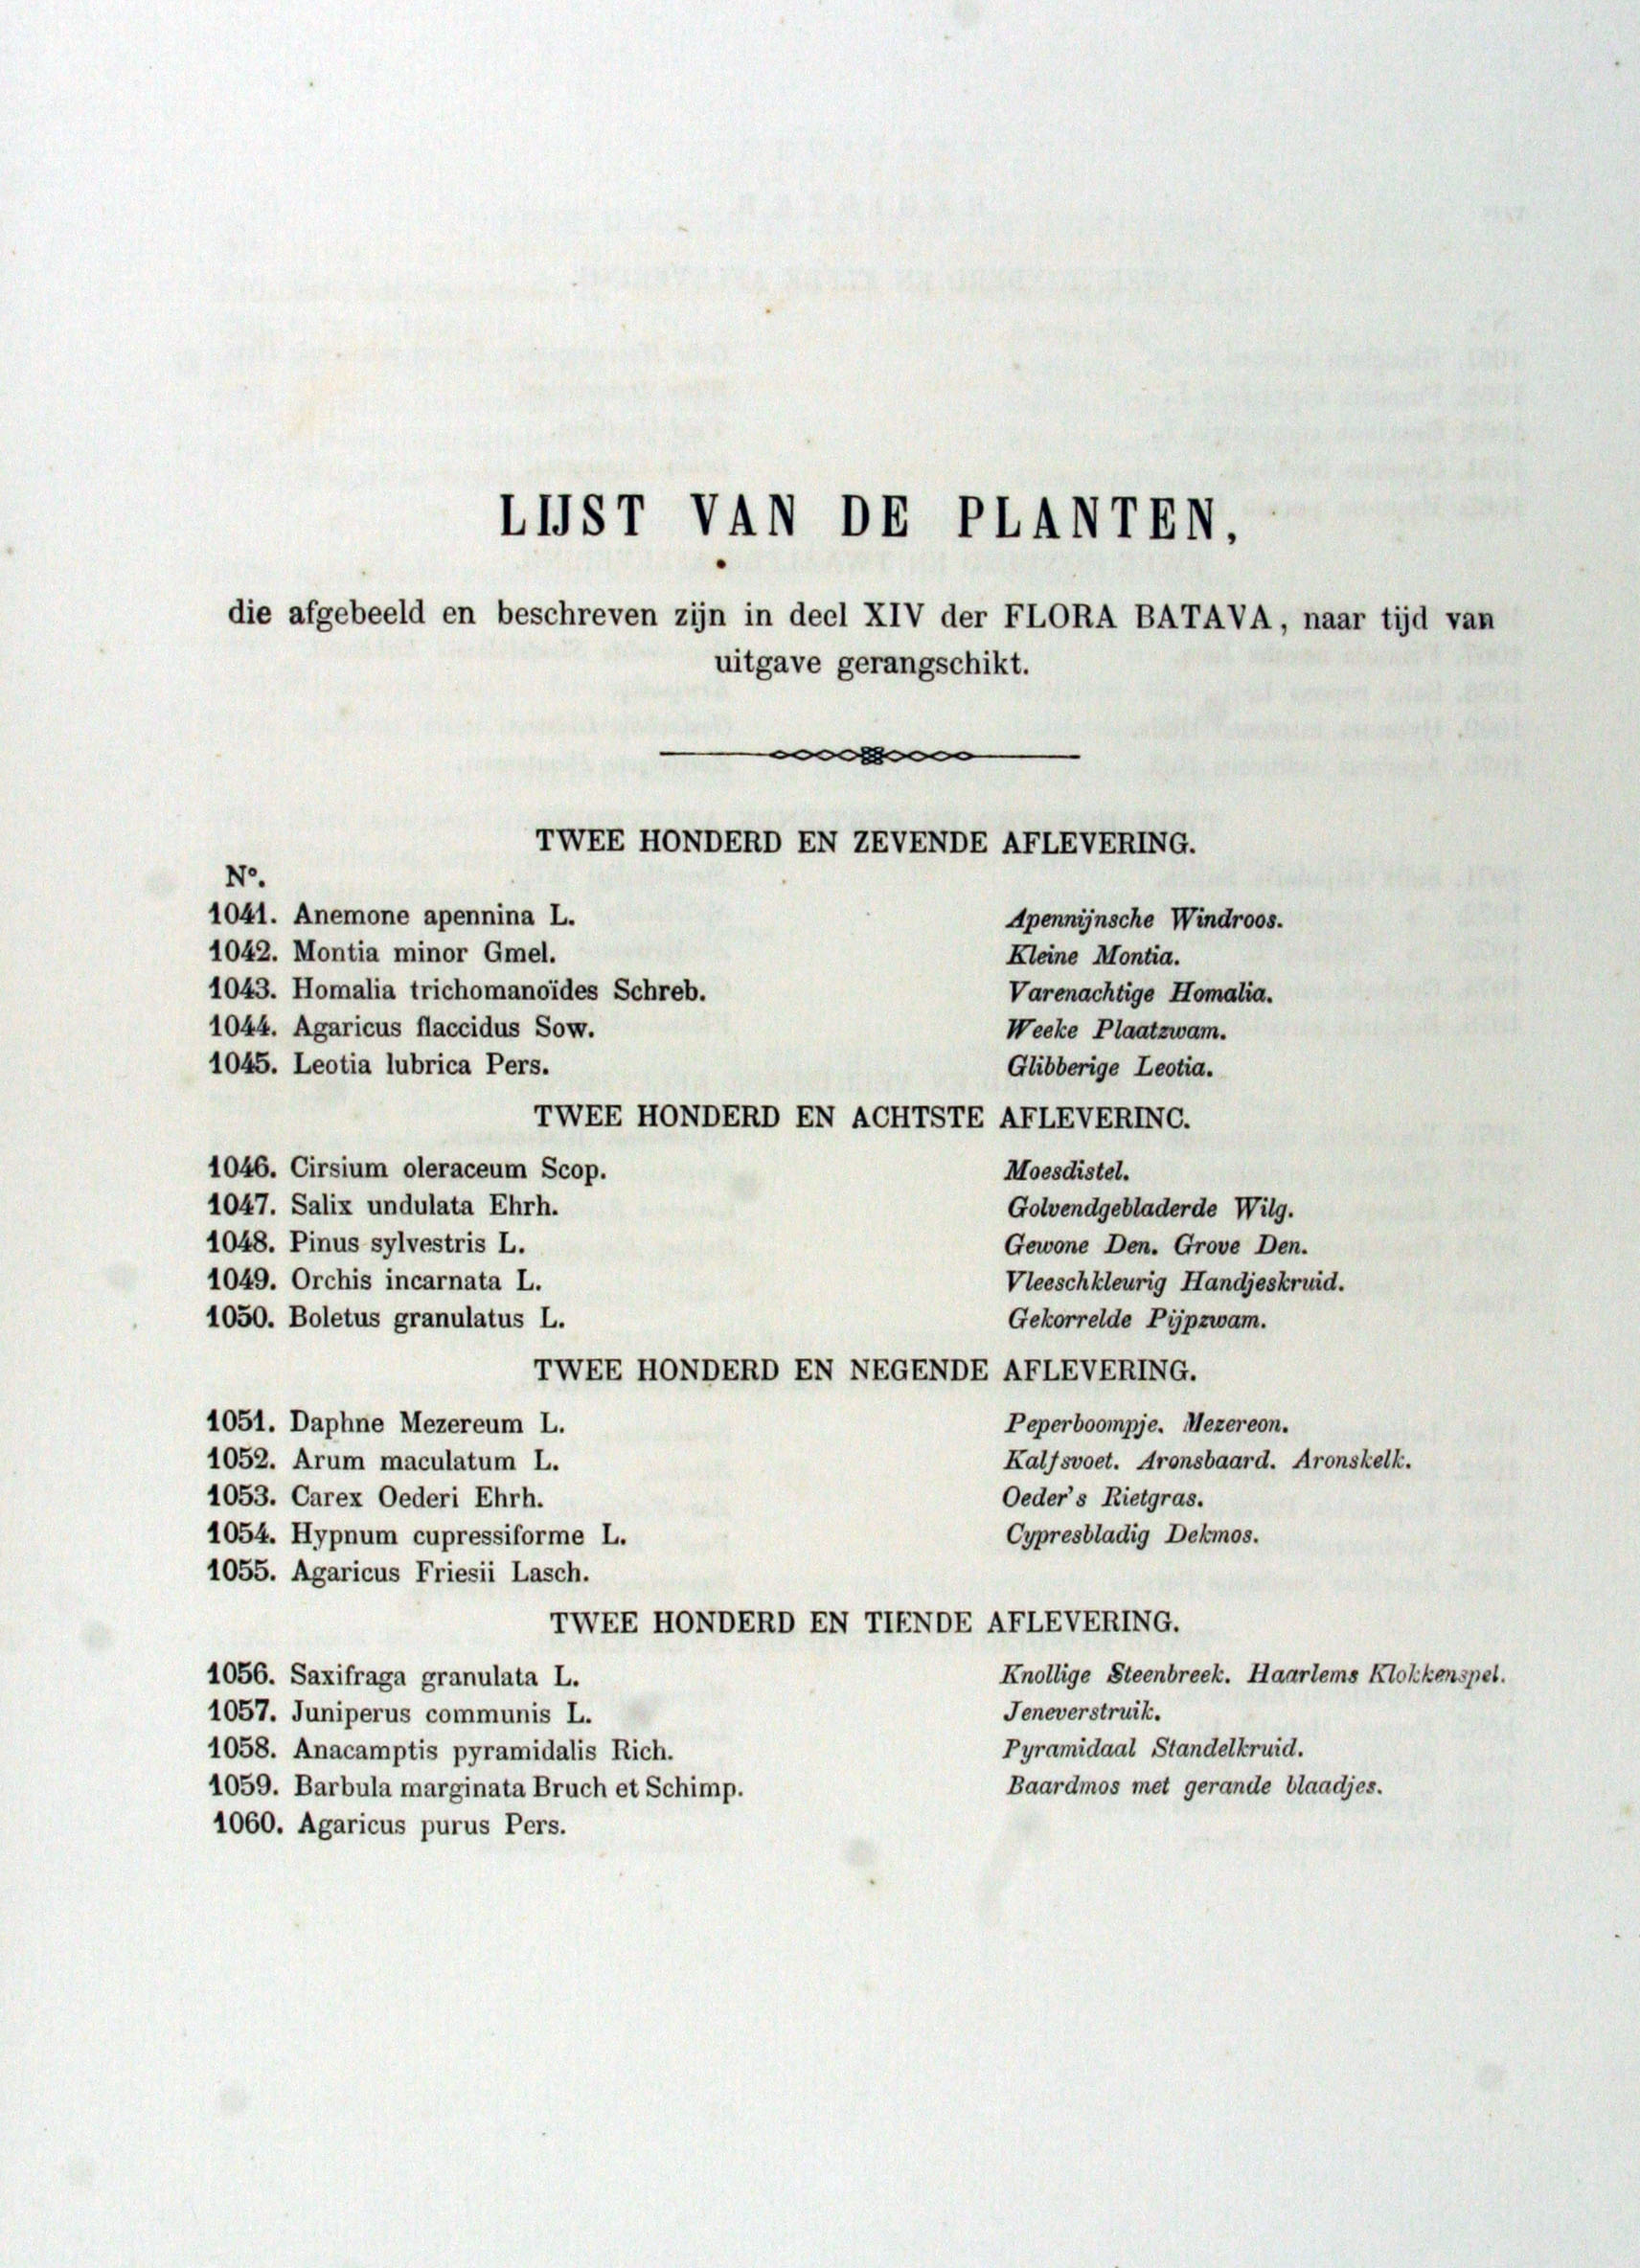 LIJST VAN DE PLANTEN,
die afgebeeld en beschreven zijn in deel XIV der FLORA BATAVA, naar tijd van
uitgave gerangschikt.
TWEE HONDERD EN ZEVENDE AFLEVERING.
Nº.
1041. Anemone apennina L. Apennijnsche Windroos.
1042. Montia minor Gmel. Kleine Montia.
1043. Homalia trichomanoïdes Schreb. Varenachtige Homalia.
1044. Agaricus flaccidus Sow. Weeke Plaatzwam.
1045. Leotia lubrica Pers. Glibberige Leotia.
TWEE HONDERD EN ACHTSTE AFLEVERING.
1046. Cirsium oleraceum Scop. Moesdistel.
1047. Salix undulata Ehrh. Golvendgebladerde Wilg.
1048. Pinus sylvestris L. Gewone Den. Grove Den.
1049. Orchis incarnata L. Vleeschkleurig Handjeskruid.
1050. Boletus granulatus L. Gekorrelde Pijpzwam.
TWEE HONDERD EN NEGENDE AFLEVERING.
1051. Daphne Mezereum L. Peperboompje. Mezereon.
1052. Arum maculatum L. Kalfsvoet. Aronsbaard. Aronskelk.
1053. Carex Oederi Ehrh. Oeder's Rietgras.
1054. Hypnum cupressiforme L. Cypresbladig Dekmos.
1055. Agaricus Friesii Lasch.
TWEE HONDERD EN TIENDE AFLEVERING.
1056. Saxifraga granulata L. Knollige Steenbreek. Haarlems Klokkenspel.
1057. Juniperus communis L. Jeneverstruik.
1058. Anacamptis pyramidalis Rich. Pyramidaal Standelkruid.
1059. Barbula marginata Bruch et Schimp. Baardmos met gerande blaadjes.
1060. Agaricus purus Pers.